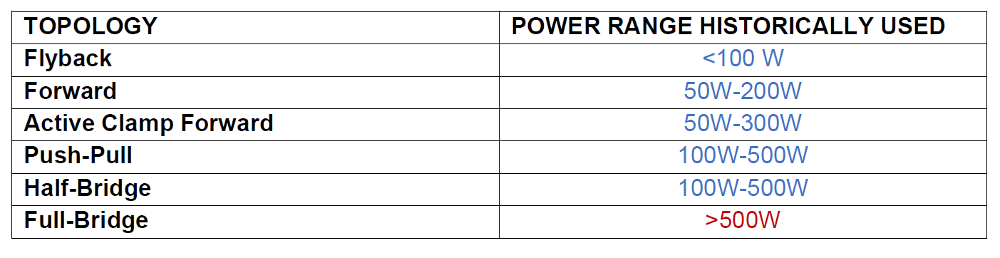 TOPOLOGY POWER RANGE HISTORICALLY USED
Flyback <100 W
Forward 50W-200W
Active Clamp Forward 50W-300W
Push-Pull 100W-500W
Half-Bridge 100W-500W
Full-Bridge >500W